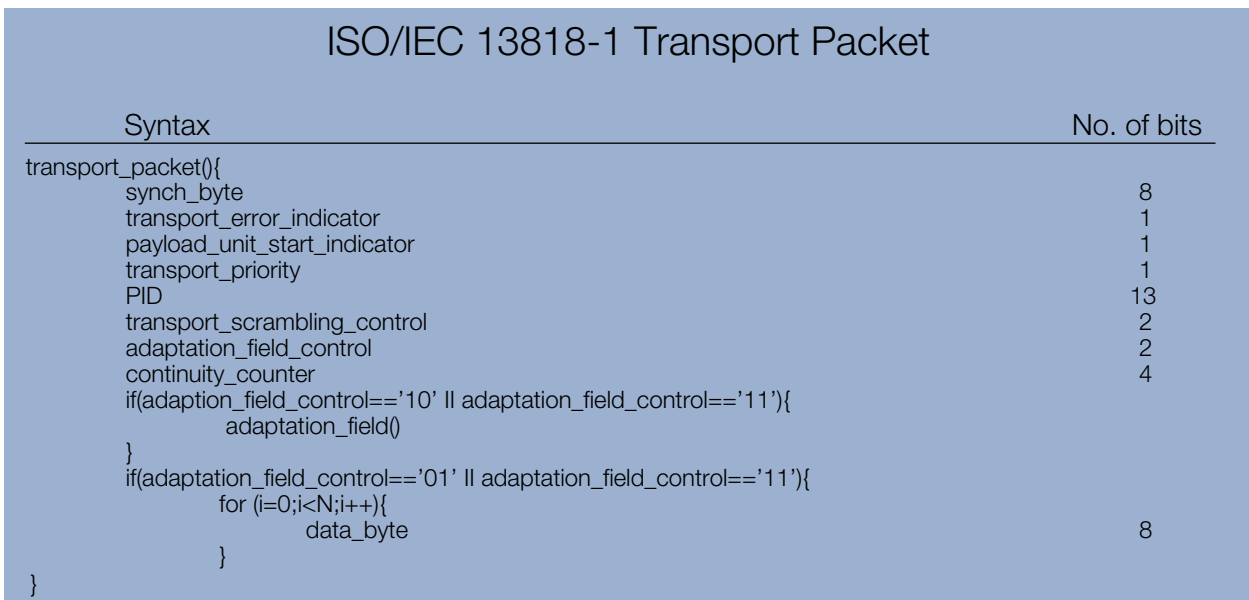 ISO/IEC 13818-1 Transport Packet
Syntax No. of bits
transport_packet(){
synch_byte 8
transport_error_indicator 1
payload_unit_start_indicator 1
transport_priority 1
PID 13
transport_scrambling_control 2
adaptation_field_control 2
continuity_counter 4
if(adaption_field_control=='10' II adaptation_field_control=='11'){
adaptation_field()
}
if(adaptation_field_control=='01' II adaptation_field_control=='11'){
for (i=0;i<N;i++){
data_byte 8
}
}